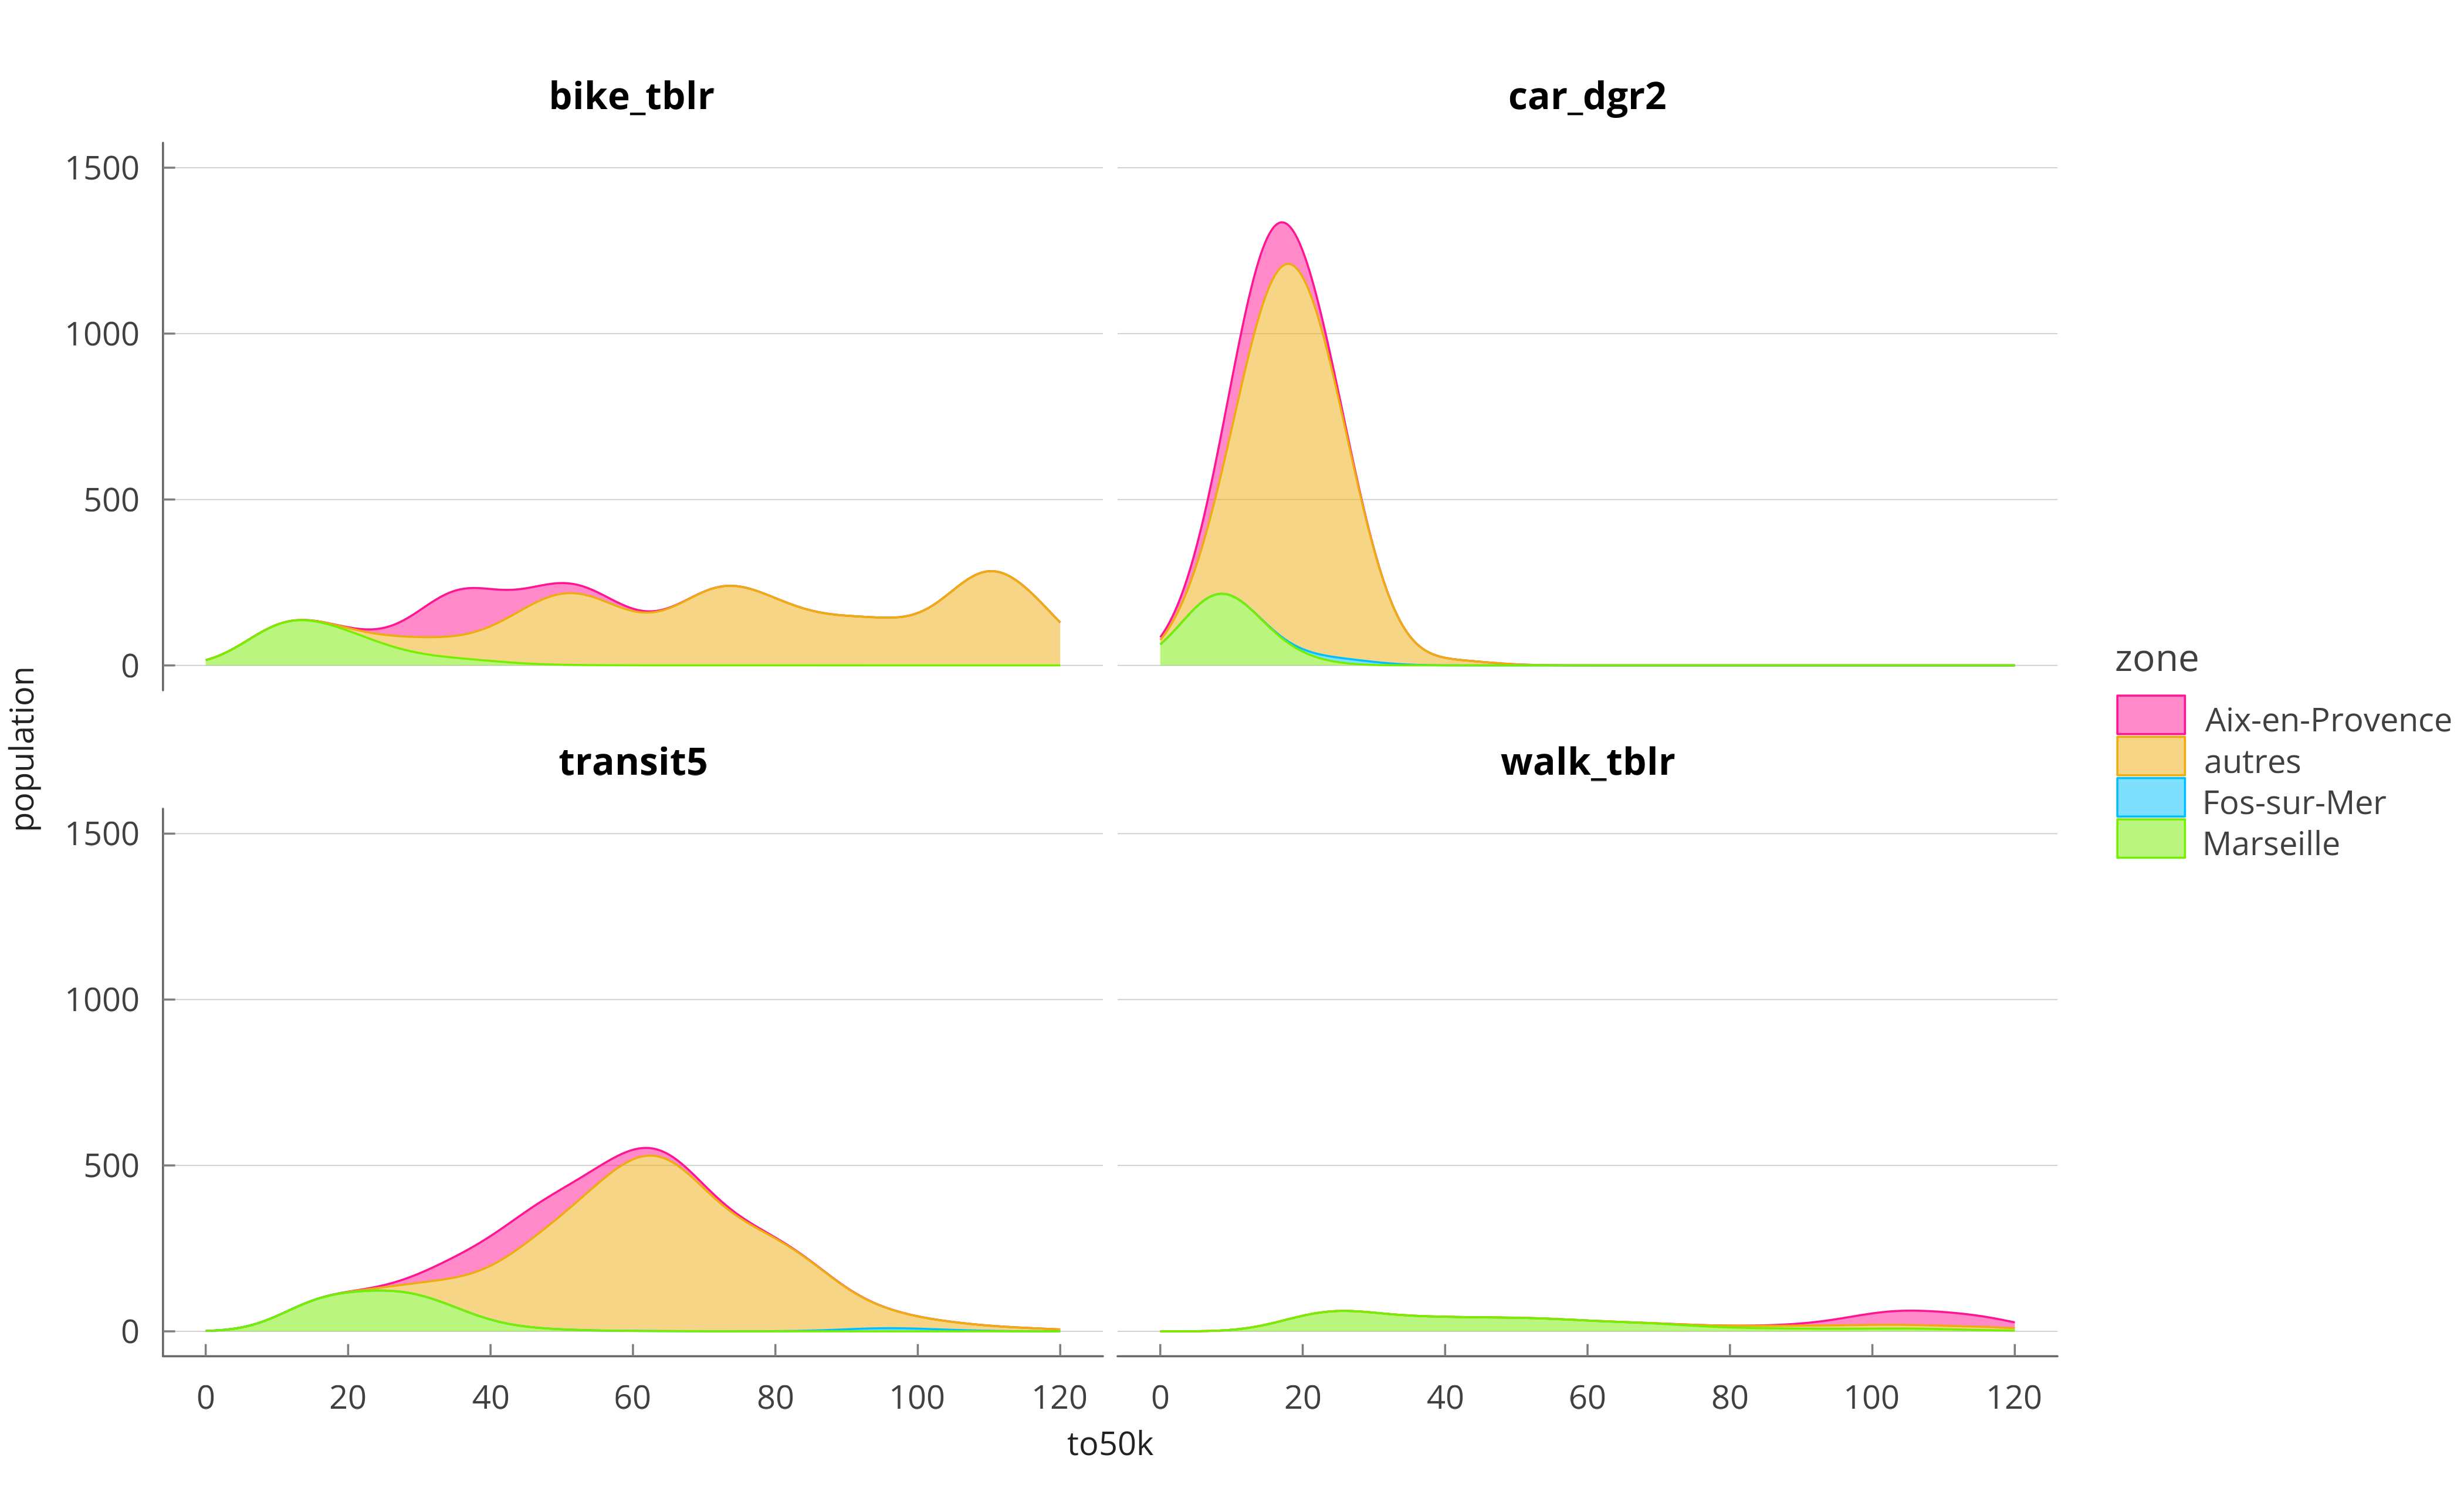 bike_tblr
car_dgr2
1500
1000
500
0
transit5
walk_tblr
1500
1000
500
0
0 20 40 60 80 100 120
0 20 40 60 80 100 120
to50k
population
zone
Aix-en-Provence
autres
Fos-sur-Mer
Marseille